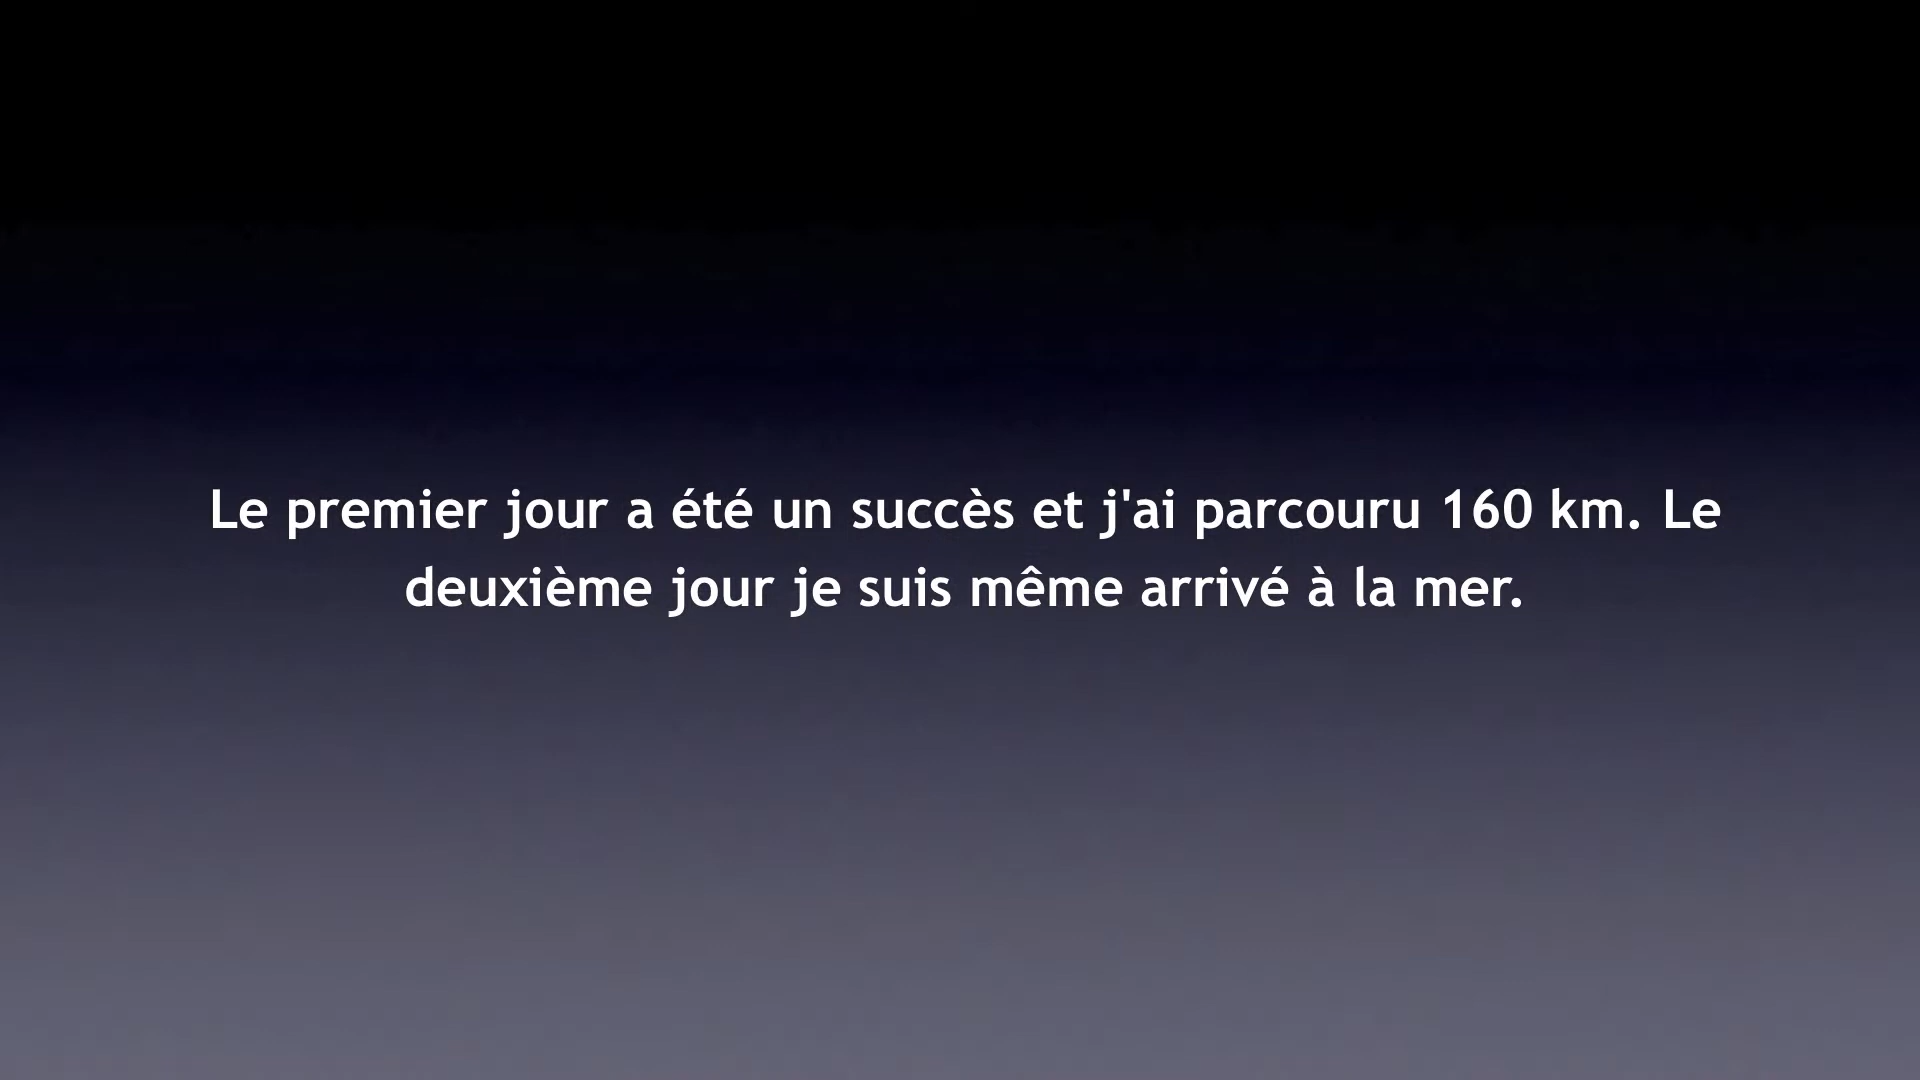 Le premier jour a été un succès et j'ai parcouru 160 km. Le
deuxième jour je suis même arrivé à la mer.